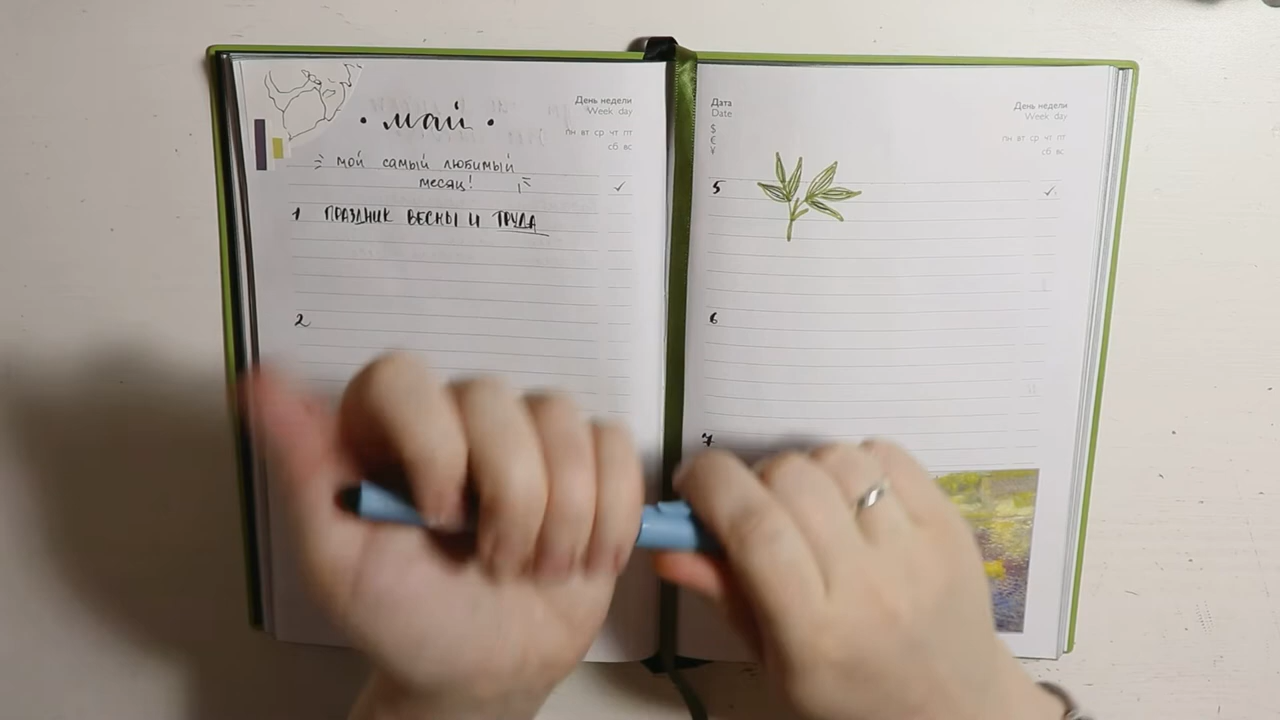 День недели
Week day
• май •
пн вт ср чт пт
сб вс
мой самый любимый
месяц!
✓
1 ПРАЗДНИК ВЕСНЫ И ТРУДА
2
Дата
Date
$
€
¥
День недели
Week day
пн вт ср чт пт
сб вс
5
✓
6
7